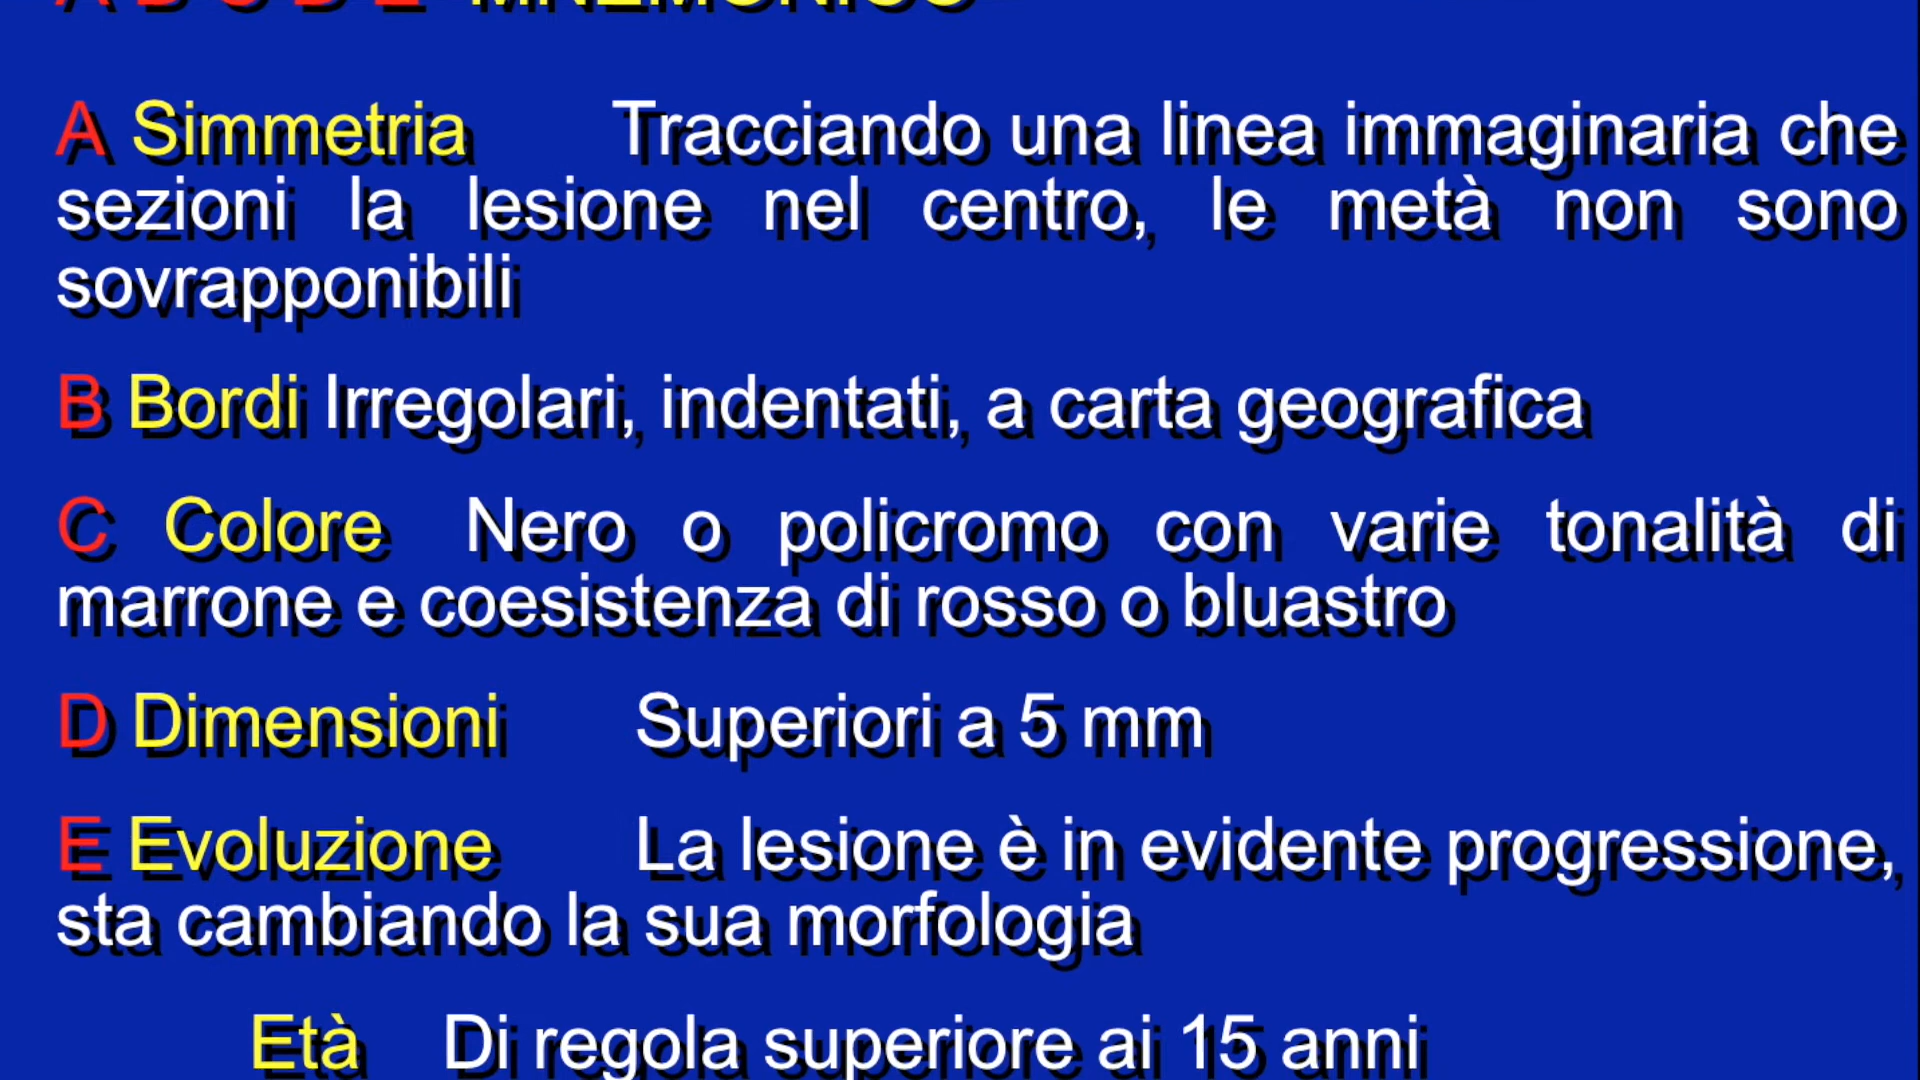 A B C D E MNEMONICO
A Simmetria Tracciando una linea immaginaria che
sezioni la lesione nel centro, le metà non sono
sovrapponibili
B Bordi Irregolari, indentati, a carta geografica
C Colore Nero o policromo con varie tonalità di
marrone e coesistenza di rosso o bluastro
D Dimensioni Superiori a 5 mm
E Evoluzione La lesione è in evidente progressione,
sta cambiando la sua morfologia
Età Di regola superiore ai 15 anni